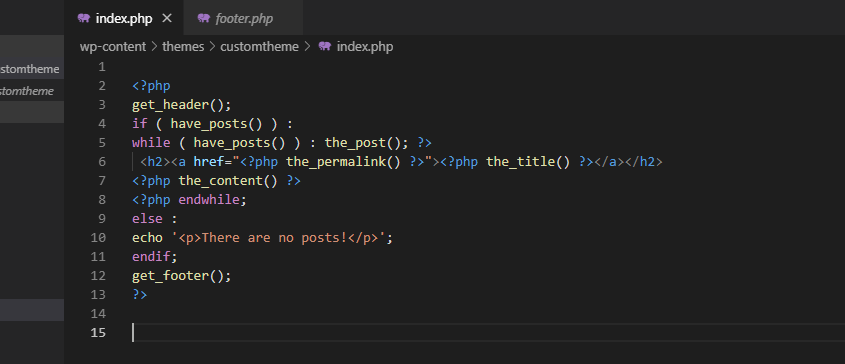 index.php ✕ footer.php
wp-content > themes > customtheme > index.php
stomtheme
stomtheme
1
2 <?php
3 get_header();
4 if ( have_posts() ) :
5 while ( have_posts() ) : the_post(); ?>
6  <h2><a href="<?php the_permalink() ?>"><?php the_title() ?></a></h2>
7 <?php the_content() ?>
8 <?php endwhile;
9 else :
10 echo '<p>There are no posts!</p>';
11 endif;
12 get_footer();
13 ?>
14
15